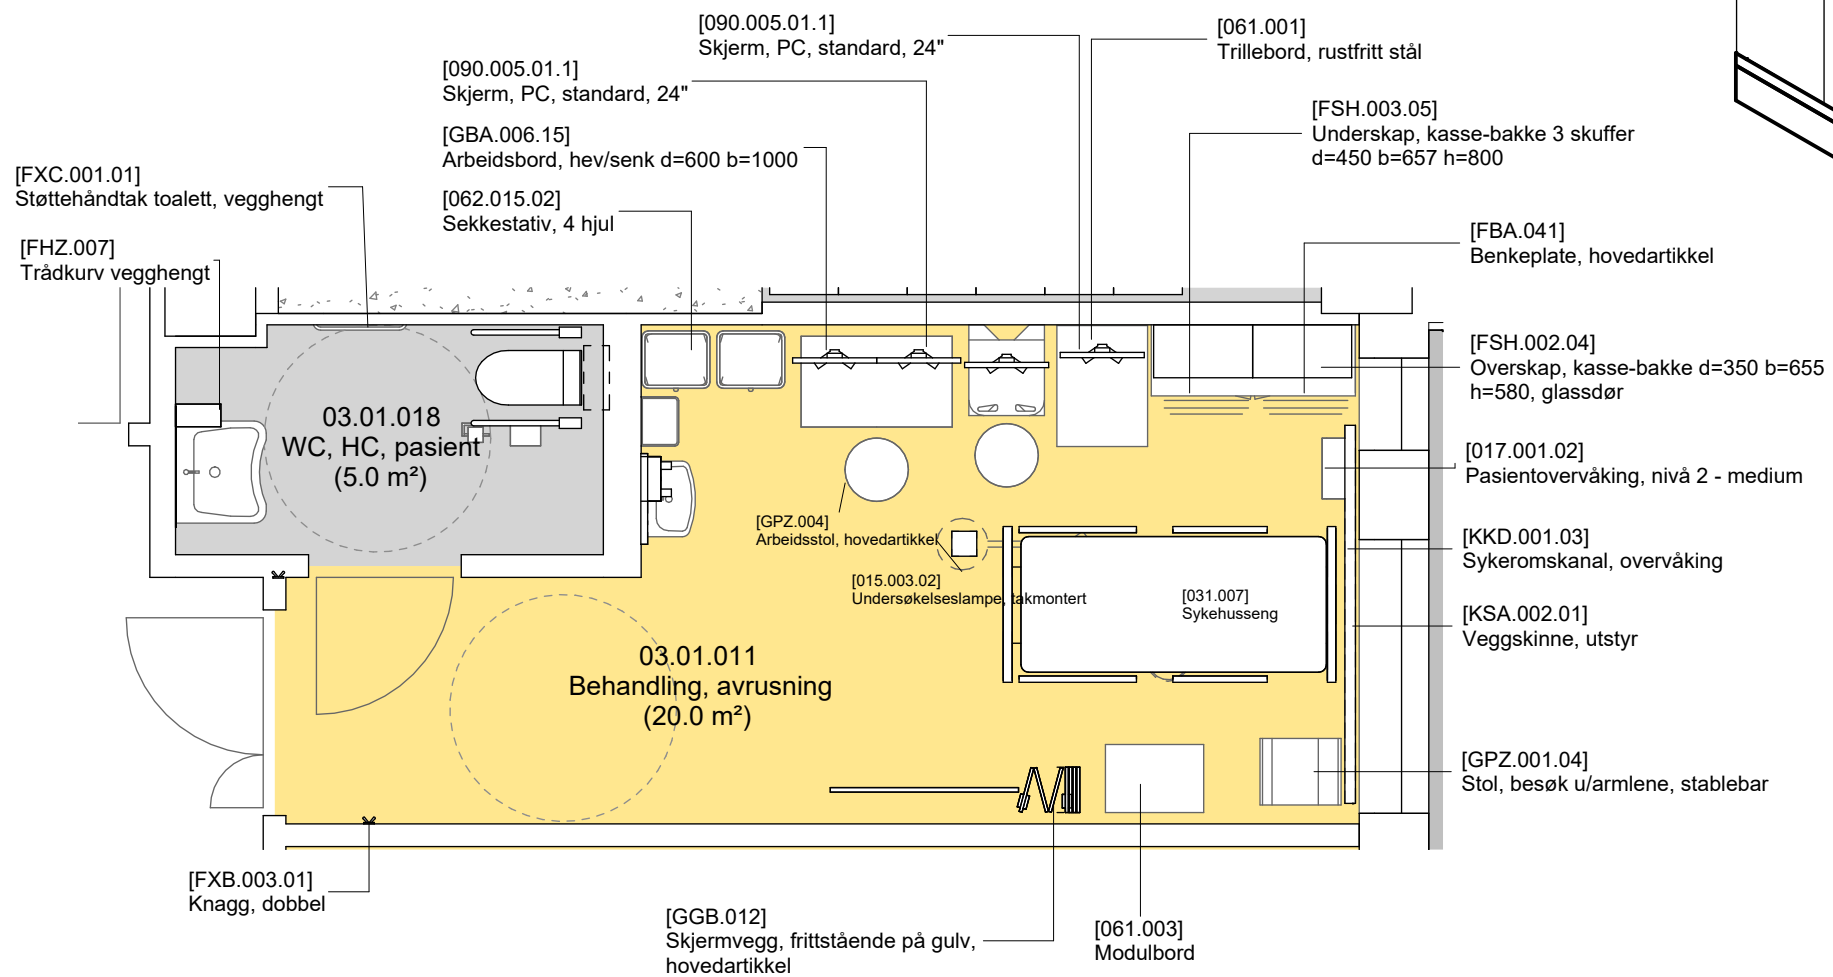 [090.005.01.1]
Skjerm, PC, standard, 24"
[061.001]
Trillebord, rustfritt stål
[090.005.01.1]
Skjerm, PC, standard, 24"
[FSH.003.05]
Underskap, kasse-bakke 3 skuffer
d=450 b=657 h=800
[GBA.006.15]
Arbeidsbord, hev/senk d=600 b=1000
[FXC.001.01]
Støttehåndtak toalett, vegghengt
[062.015.02]
Sekkestativ, 4 hjul
[FHZ.007]
Trådkurv vegghengt
[FBA.041]
Benkeplate, hovedartikkel
[FSH.002.04]
Overskap, kasse-bakke d=350 b=655
h=580, glassdør
03.01.018
WC, HC, pasient
(5.0 m²)
[017.001.02]
Pasientovervåking, nivå 2 - medium
[GPZ.004]
Arbeidsstol, hovedartikkel
[KKD.001.03]
Sykeromskanal, overvåking
[015.003.02]
Undersøkelseslampe, takmontert
[031.007]
Sykehusseng
[KSA.002.01]
Veggskinne, utstyr
03.01.011
Behandling, avrusning
(20.0 m²)
[GPZ.001.04]
Stol, besøk u/armlene, stablebar
[FXB.003.01]
Knagg, dobbel
[GGB.012]
Skjermvegg, frittstående på gulv,
hovedartikkel
[061.003]
Modulbord